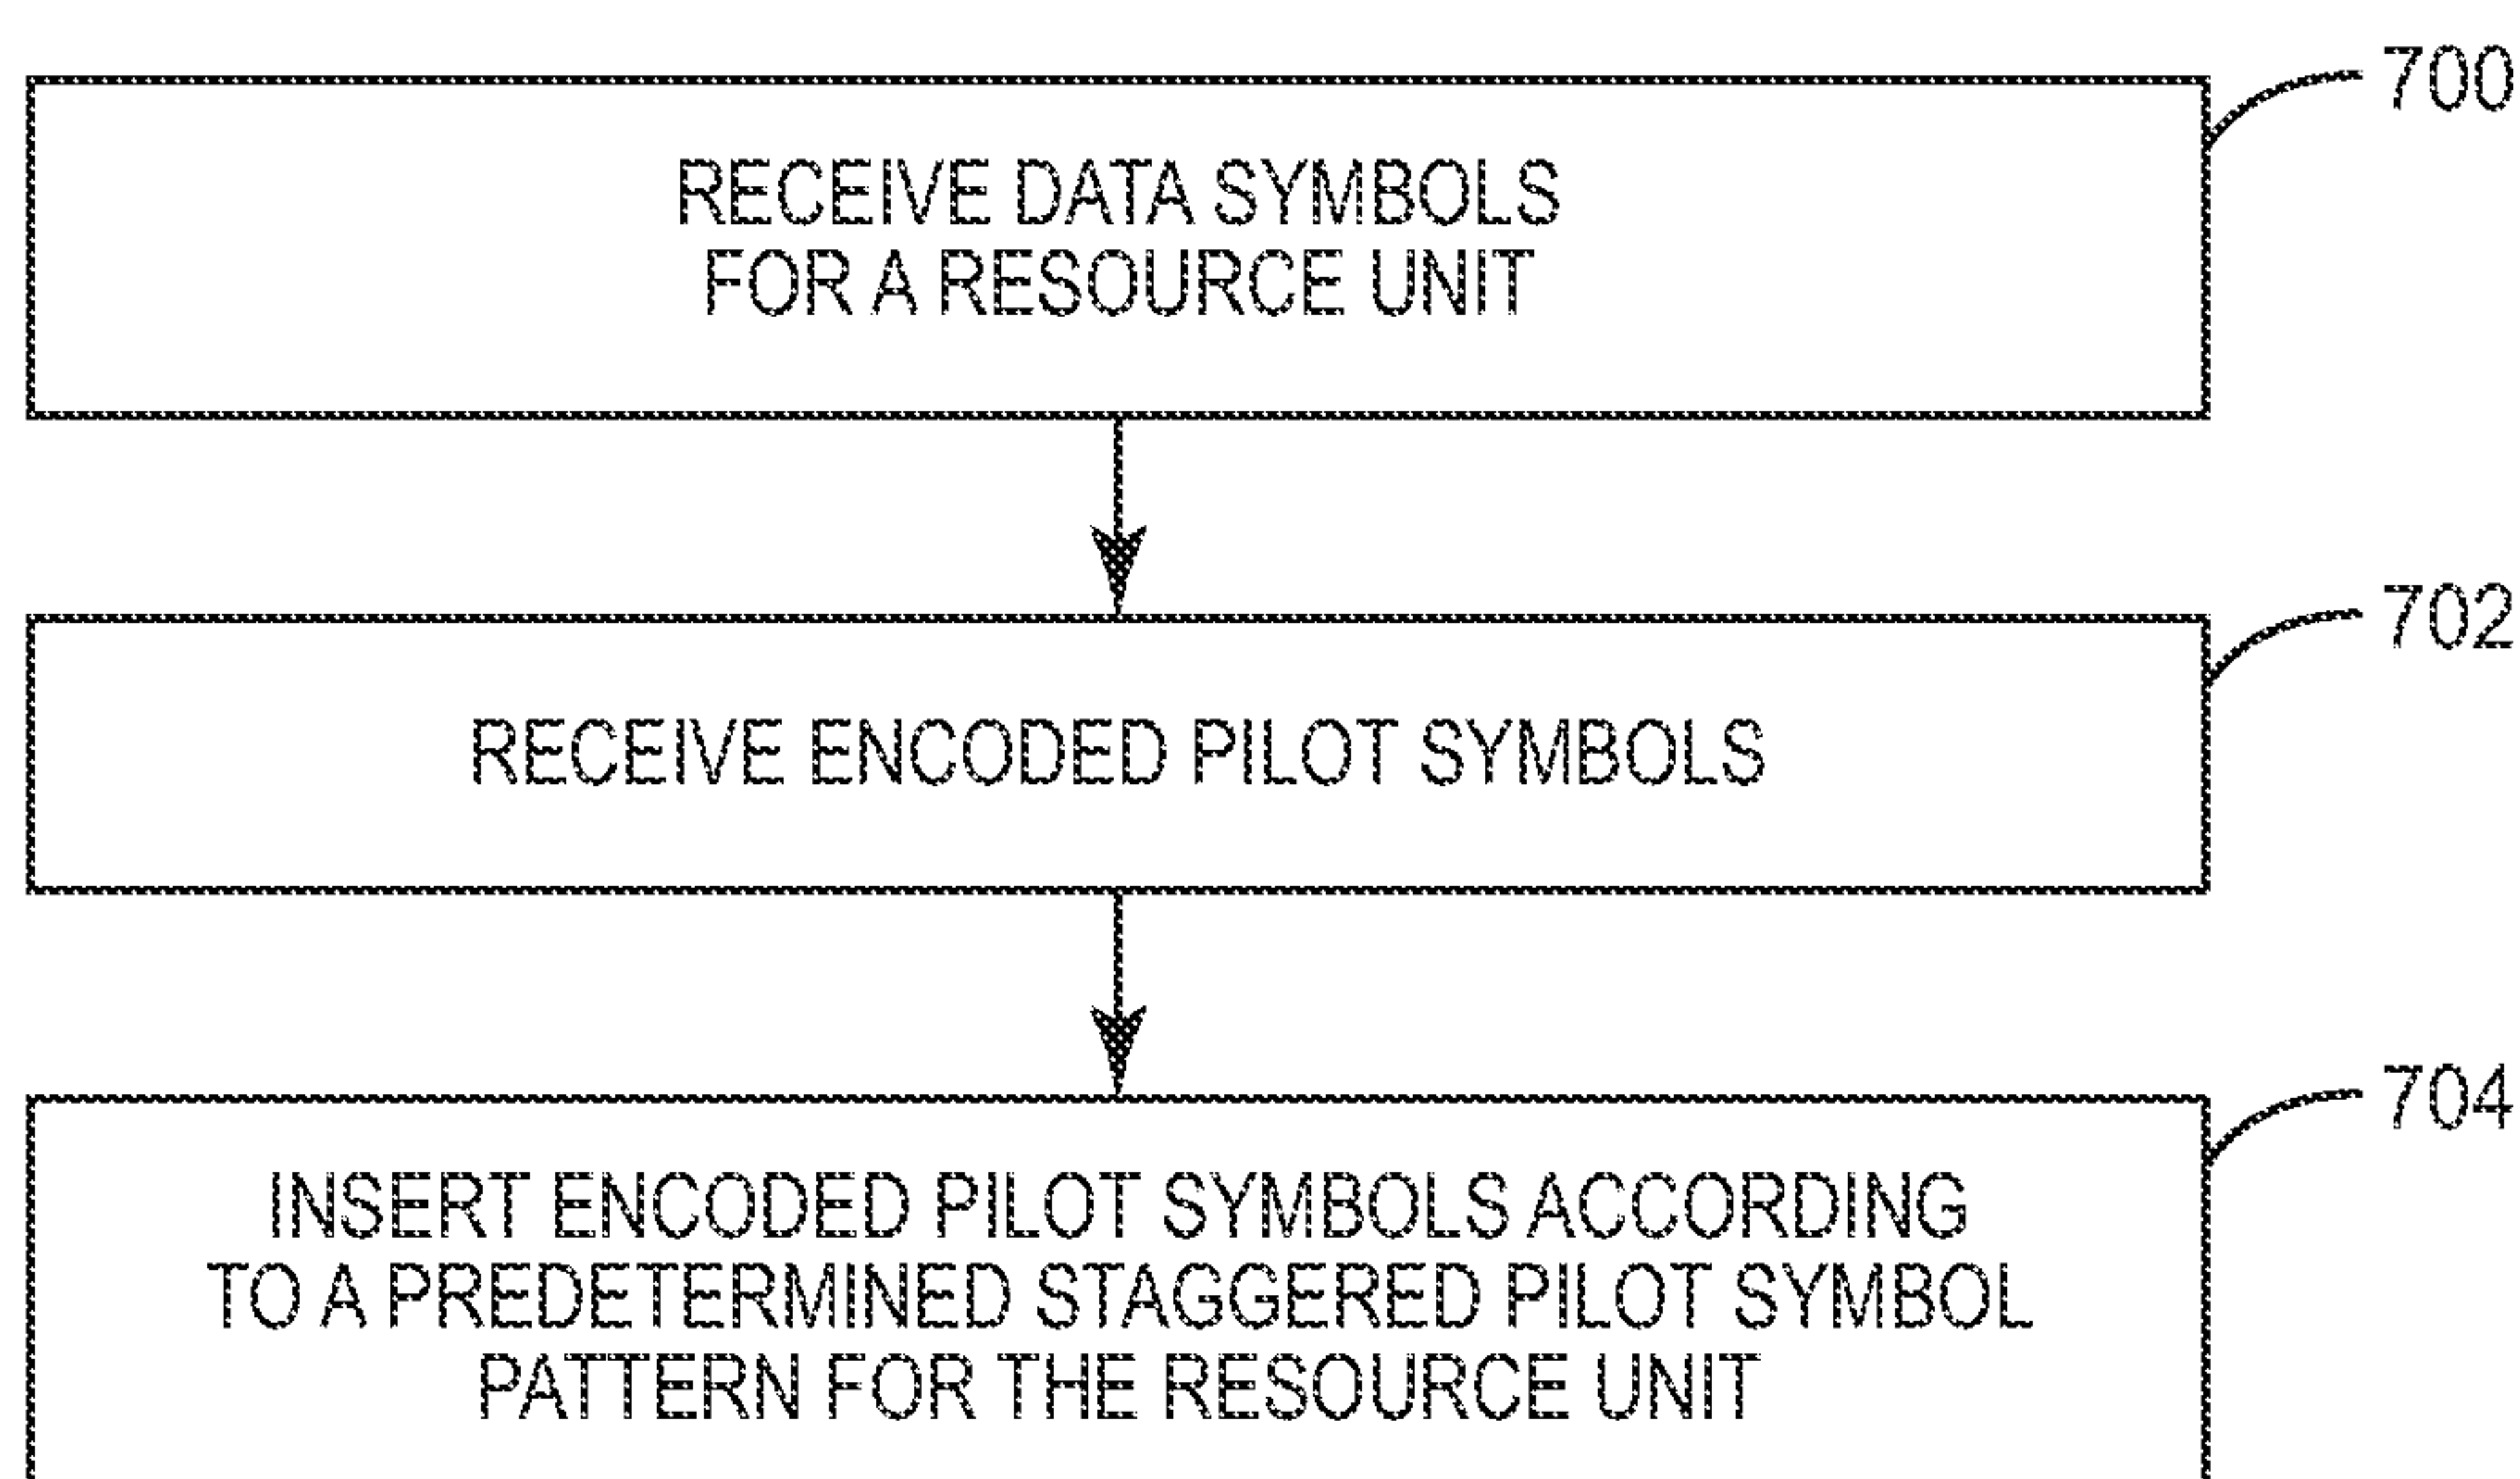 700
RECEIVE DATA SYMBOLS
FOR A RESOURCE UNIT
702
RECEIVE ENCODED PILOT SYMBOLS
704
INSERT ENCODED PILOT SYMBOLS ACCORDING
TO A PREDETERMINED STAGGERED PILOT SYMBOL
PATTERN FOR THE RESOURCE UNIT